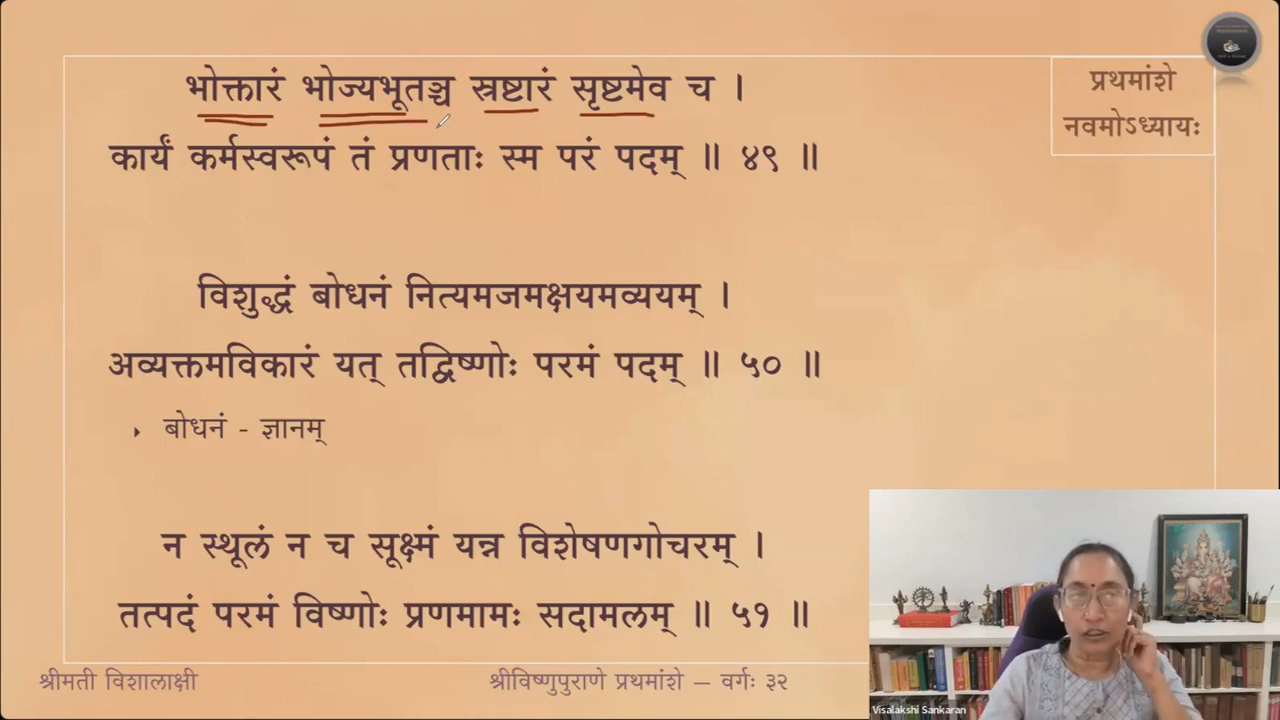 भोक्तारं भोज्यभूतञ्च स्रष्टारं सृष्टमेव च ।
कार्यं कर्मस्वरूपं तं प्रणताः स्म परं पदम् ॥ ४९ ॥
प्रथमांशे
नवमोऽध्यायः
विशुद्धं बोधनं नित्यमजमक्षयमव्ययम् ।
अव्यक्तमविकारं यत् तद्विष्णोः परमं पदम् ॥ ५० ॥
बोधनं - ज्ञानम्
न स्थूलं न च सूक्ष्मं यन्न विशेषणगोचरम् ।
तत्पदं परमं विष्णोः प्रणमामः सदामलम् ॥ ५१ ॥
श्रीमती विशालाक्षी
श्रीविष्णुपुराणे प्रथमांशे – वर्गः ३२
Visalakshi Sankaran